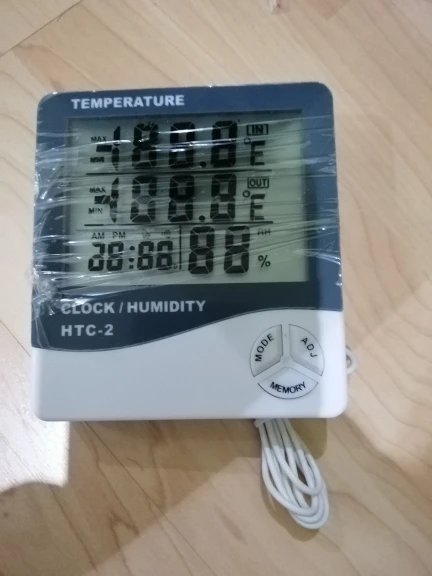 TEMPERATURE
MAX -188.8 °E IN
MIN
MAX -188.8 °E OUT
MIN
AM PM RH
28:88 88 %
CLOCK / HUMIDITY
HTC-2
MODE
ADJ
MEMORY